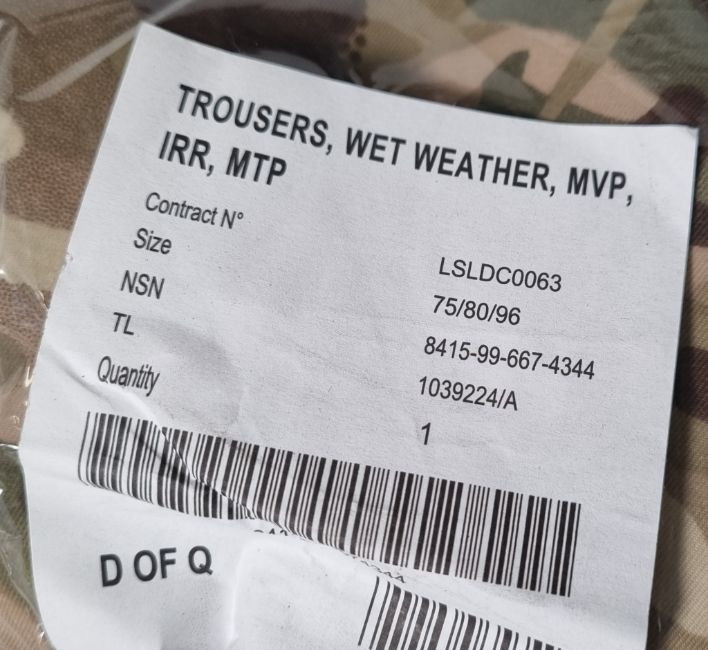 TROUSERS, WET WEATHER, MVP,
IRR, MTP
Contract N° LSLDC0063
Size 75/80/96
NSN 8415-99-667-4344
TL 1039224/A
Quantity 1
D OF Q